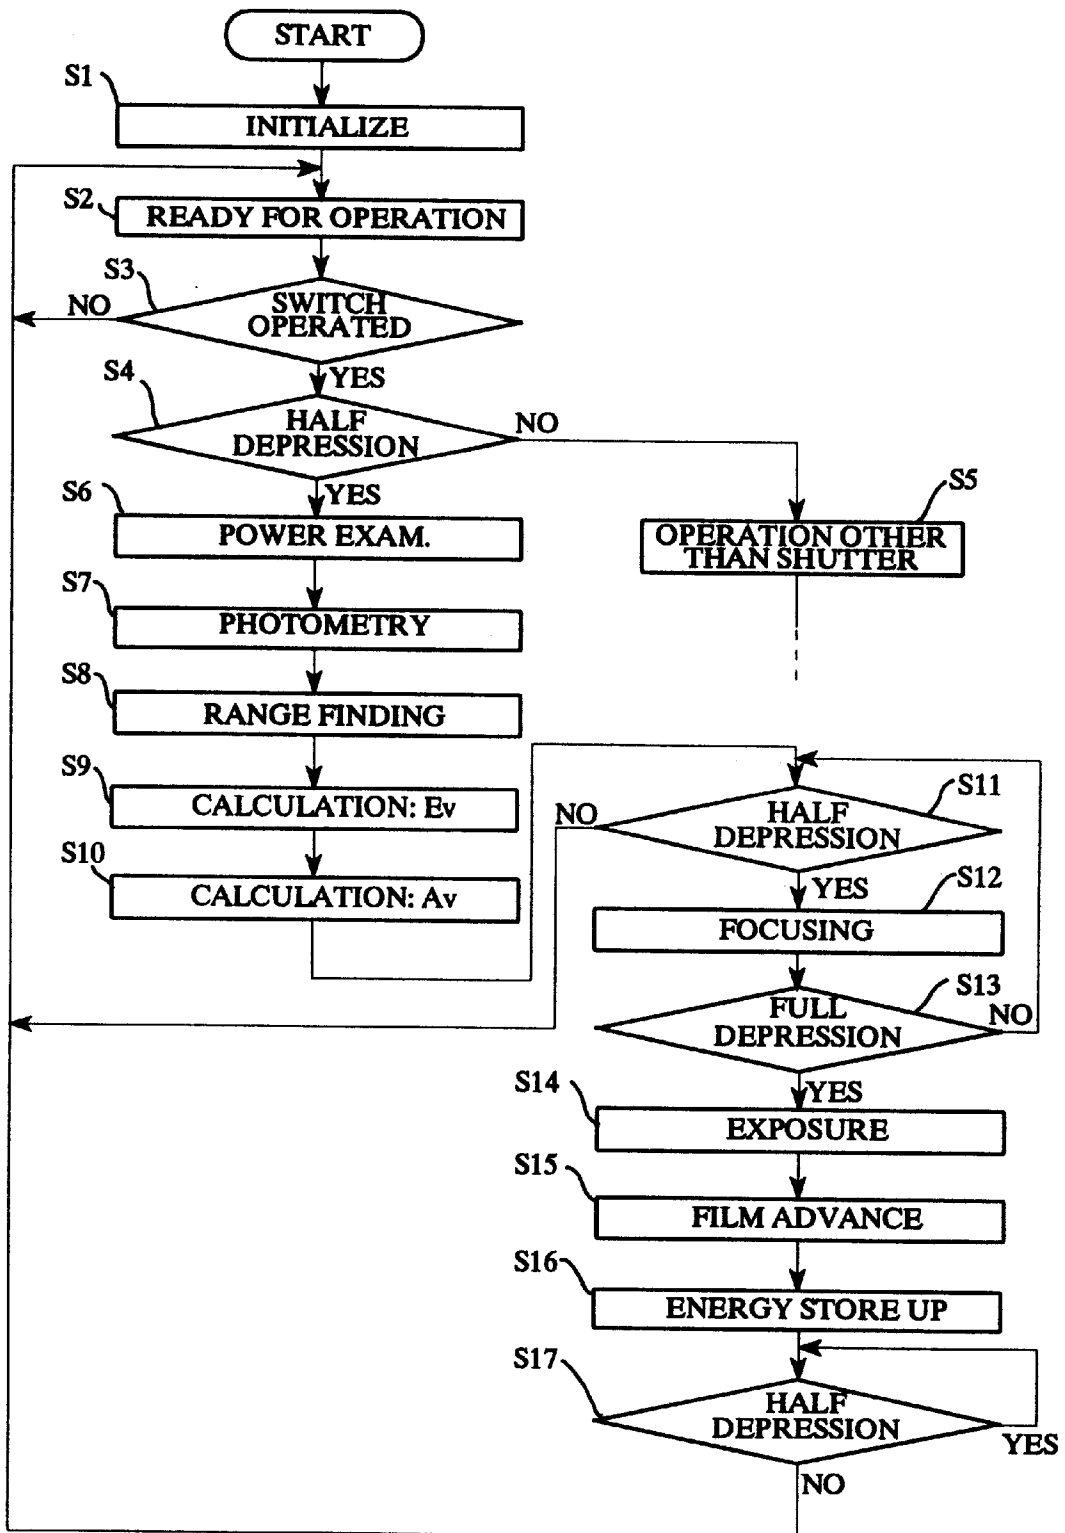 START
S1
INITIALIZE
S2
READY FOR OPERATION
S3
NO
SWITCH
OPERATED
YES
S4
HALF
DEPRESSION
NO
YES
S5
OPERATION OTHER
THAN SHUTTER
S6
POWER EXAM.
S7
PHOTOMETRY
S8
RANGE FINDING
S9
CALCULATION: Ev
S10
CALCULATION: Av
S11
NO
HALF
DEPRESSION
YES
S12
FOCUSING
S13
FULL
DEPRESSION
NO
YES
S14
EXPOSURE
S15
FILM ADVANCE
S16
ENERGY STORE UP
S17
HALF
DEPRESSION
YES
NO